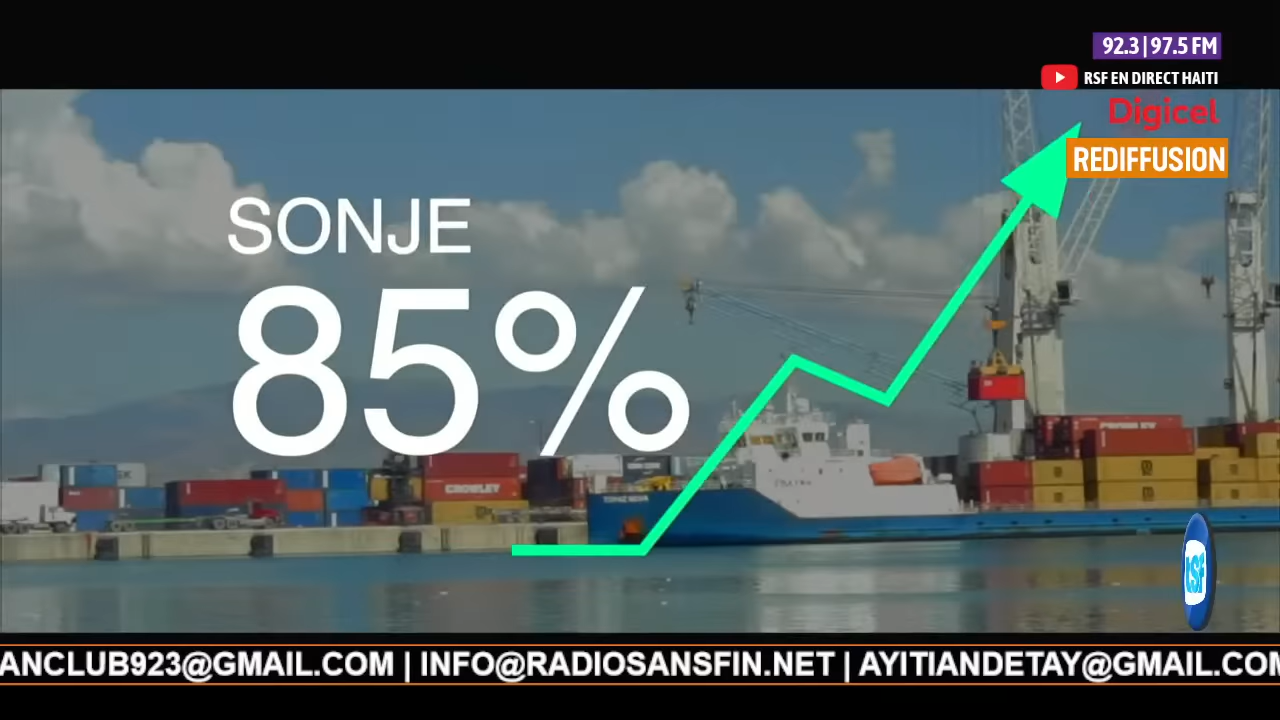 92.3|97.5 FM
RSF EN DIRECT HAITI
Digicel
REDIFFUSION
SONJE
85%
CROWLEY
RSF
ANCLUB923@GMAIL.COM | INFO@RADIOSANSFIN.NET | AYITIANDETAY@GMAIL.COM